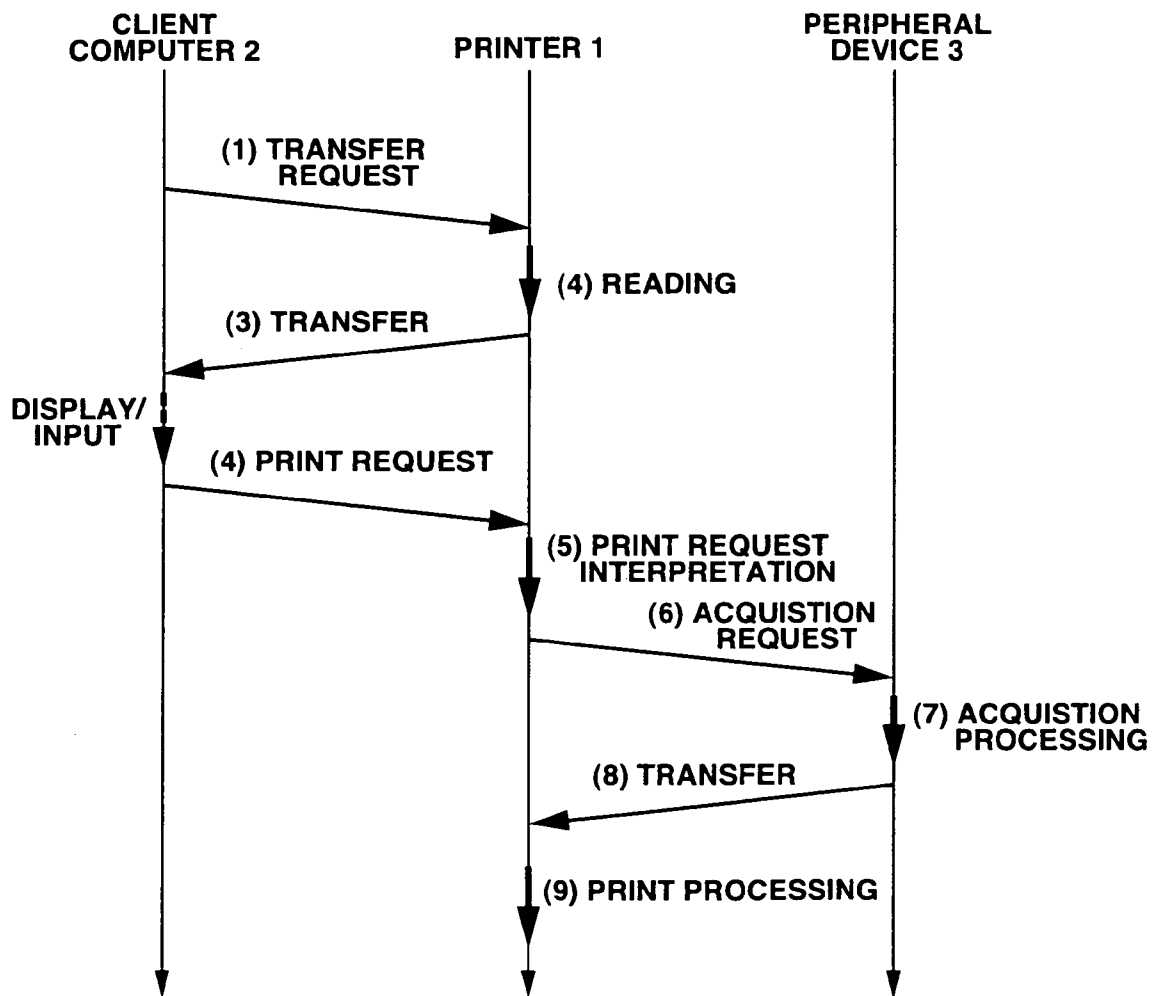 CLIENT
COMPUTER 2
PRINTER 1
PERIPHERAL
DEVICE 3
(1) TRANSFER
REQUEST
(4) READING
(3) TRANSFER
DISPLAY/
INPUT
(4) PRINT REQUEST
(5) PRINT REQUEST
INTERPRETATION
(6) ACQUISTION
REQUEST
(7) ACQUISTION
PROCESSING
(8) TRANSFER
(9) PRINT PROCESSING